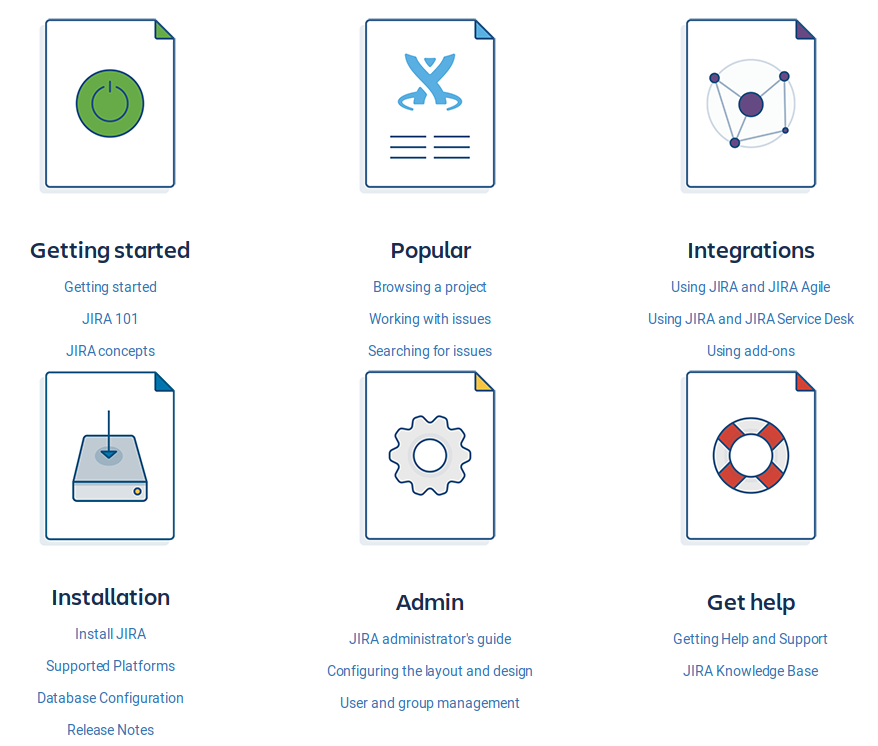 Getting started
Getting started
JIRA 101
JIRA concepts
Popular
Browsing a project
Working with issues
Searching for issues
Integrations
Using JIRA and JIRA Agile
Using JIRA and JIRA Service Desk
Using add-ons
Installation
Install JIRA
Supported Platforms
Database Configuration
Release Notes
Admin
JIRA administrator's guide
Configuring the layout and design
User and group management
Get help
Getting Help and Support
JIRA Knowledge Base